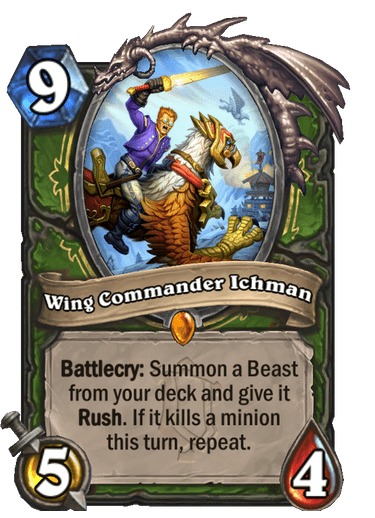 9
Wing Commander Ichman
Battlecry: Summon a Beast
from your deck and give it
Rush. If it kills a minion
this turn, repeat.
5
4